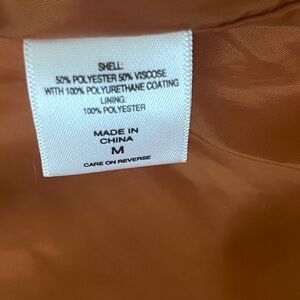 SHELL:
50% POLYESTER 50% VISCOSE
WITH 100% POLYURETHANE COATING
LINING:
100% POLYESTER
MADE IN
CHINA
M
CARE ON REVERSE